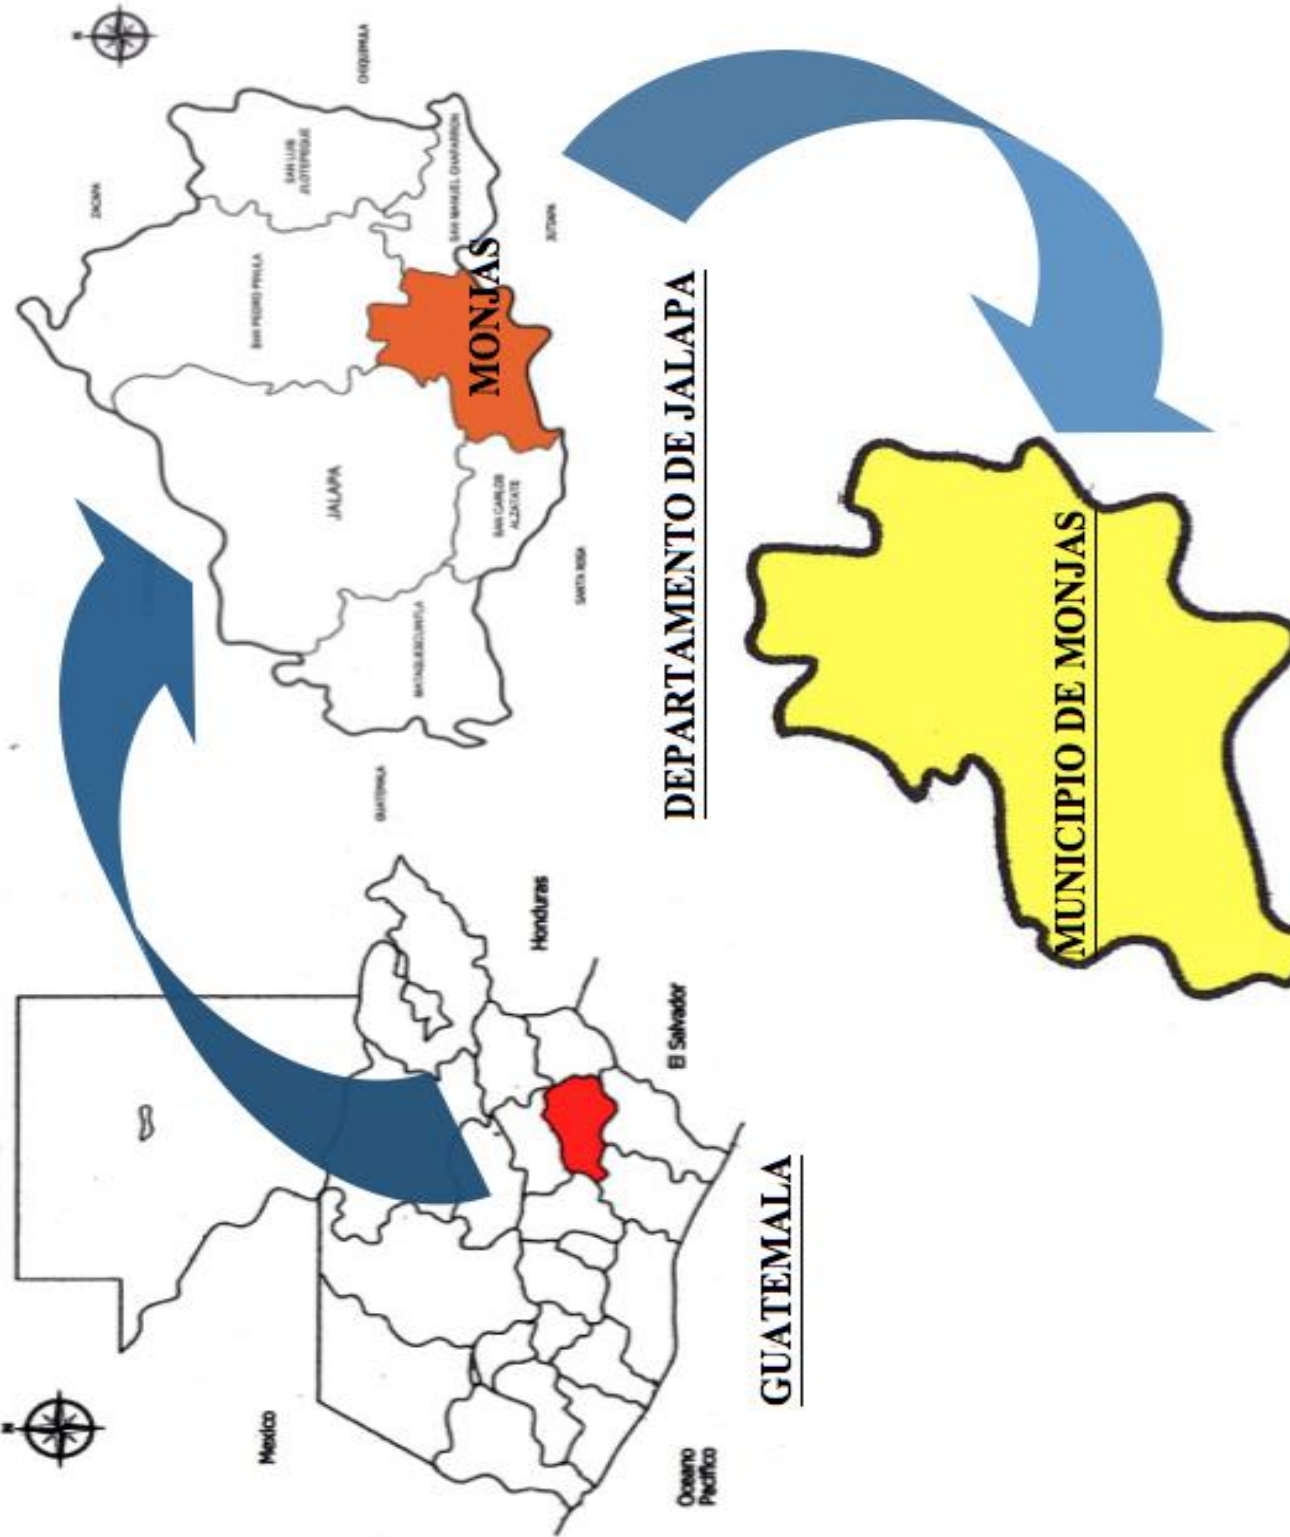 N
Mexico
Honduras
El Salvador
Oceano
Pacifico
GUATEMALA
N
ZACAPA
CHIQUIMULA
SAN PEDRO PINULA
SAN LUIS
JILOTEPEQUE
JALAPA
GUATEMALA
MATAQUESCUINTLA
SAN MANUEL CHAPARRON
MONJAS
SAN CARLOS
ALZATATE
JUTIAPA
SANTA ROSA
DEPARTAMENTO DE JALAPA
MUNICIPIO DE MONJAS